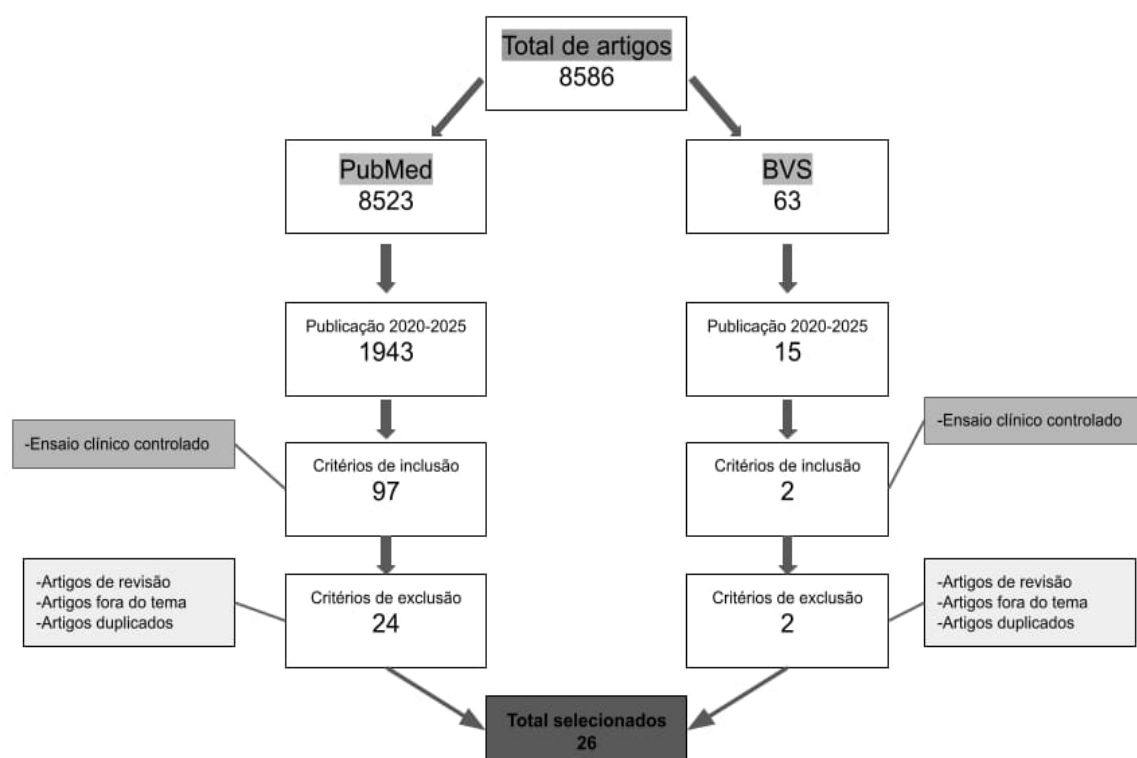 Total de artigos
8586
PubMed
8523
BVS
63
Publicação 2020-2025
1943
Publicação 2020-2025
15
-Ensaio clínico controlado
-Ensaio clínico controlado
Critérios de inclusão
97
Critérios de inclusão
2
-Artigos de revisão
-Artigos fora do tema
-Artigos duplicados
Critérios de exclusão
24
Critérios de exclusão
2
-Artigos de revisão
-Artigos fora do tema
-Artigos duplicados
Total selecionados
26